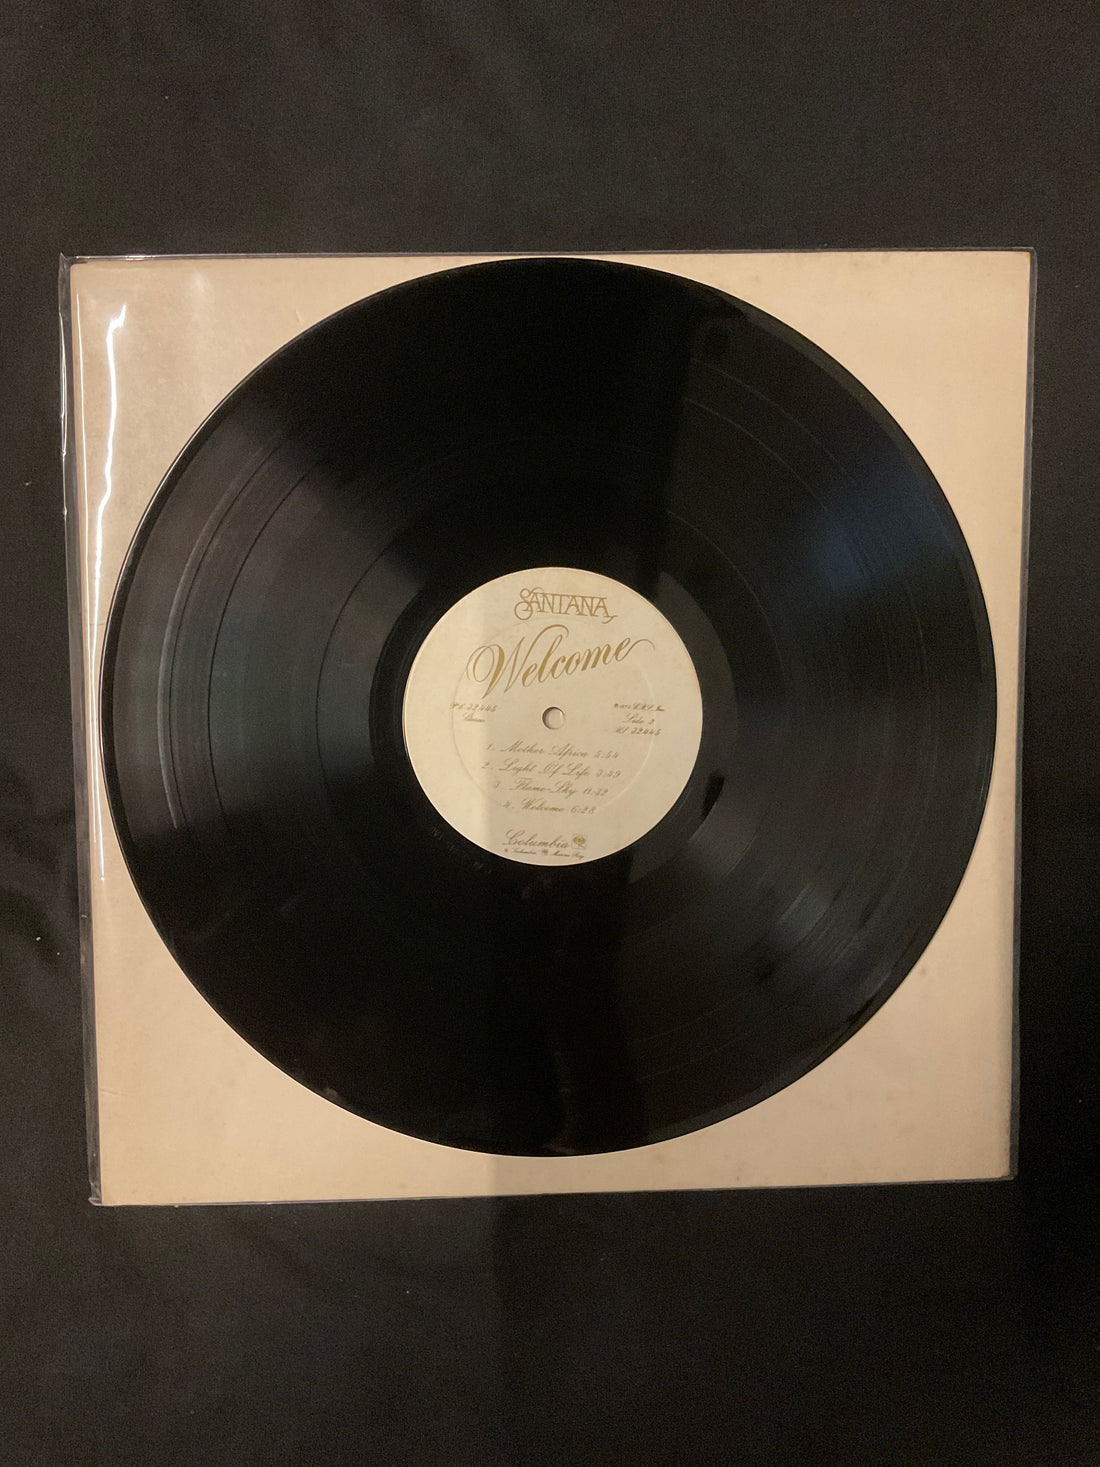 SANTANA
Welcome
PC 32445
Stereo
Side 2
32445
1. Mother Africa 5:54
2. Light Of Life 3:49
3. Flame-Sky 11:32
4. Welcome 6:28
Columbia